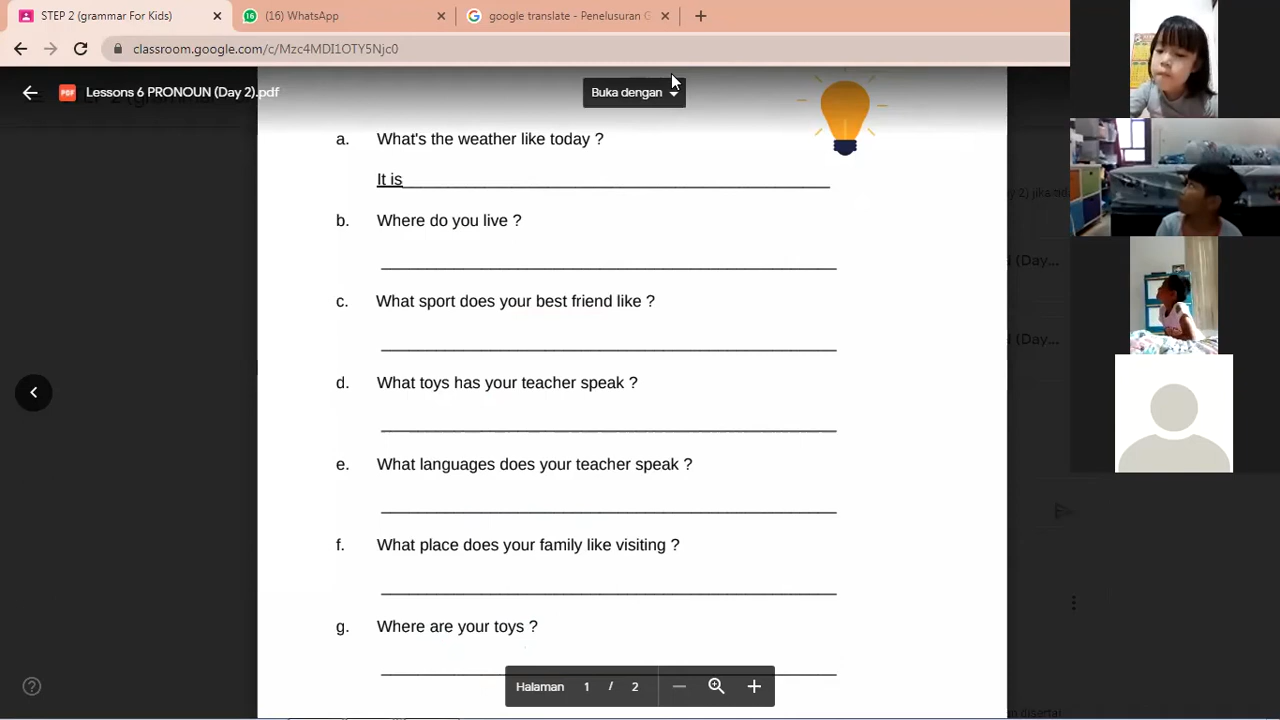 STEP 2 (grammar For Kids)
(16) WhatsApp
google translate - Penelusuran G
classroom.google.com/c/Mzc4MDI1OTY5Njc0
Lessons 6 PRONOUN (Day 2).pdf
Buka dengan
a. What's the weather like today ?
It is
b. Where do you live ?
c. What sport does your best friend like ?
d. What toys has your teacher speak ?
e. What languages does your teacher speak ?
f. What place does your family like visiting ?
g. Where are your toys ?
Halaman 1 / 2